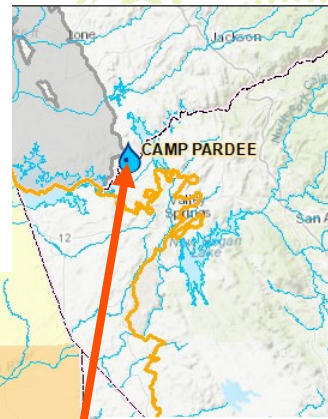 Ione
Jackson
CAMP PARDEE
Valley
Springs
New Hogan
Lake
San A
12